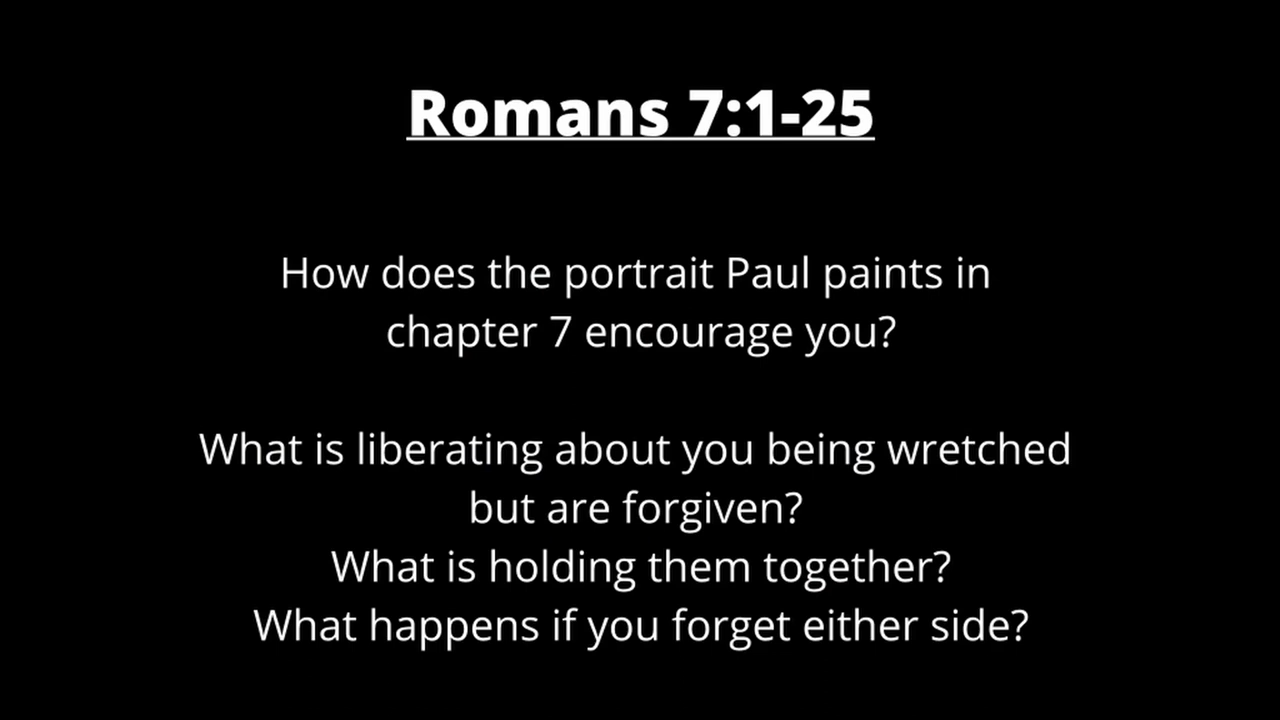 Romans 7:1-25
How does the portrait Paul paints in
chapter 7 encourage you?
What is liberating about you being wretched
but are forgiven?
What is holding them together?
What happens if you forget either side?